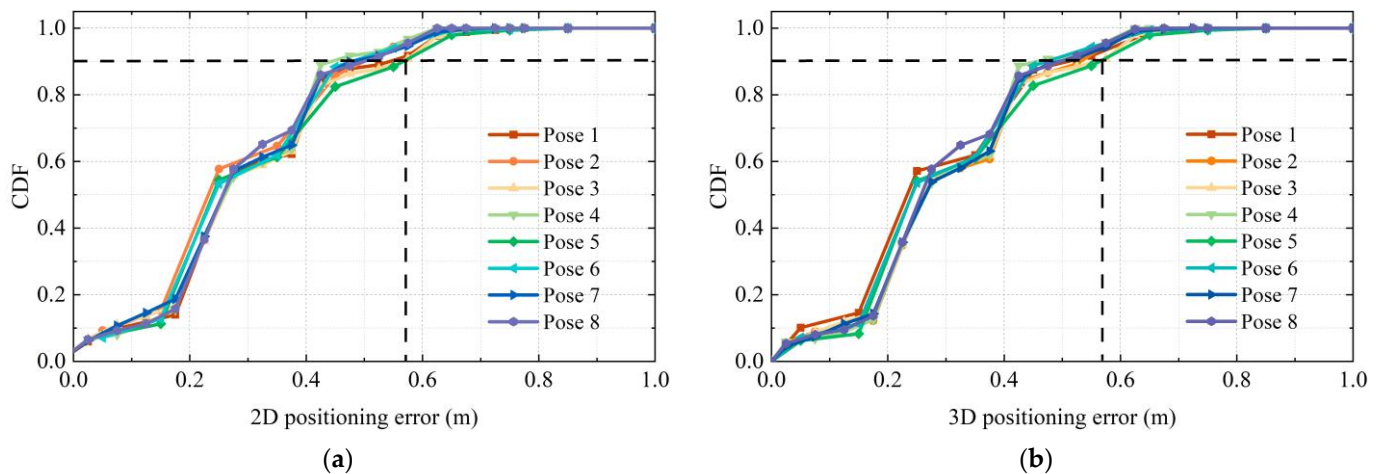 1.0
0.8
0.6
0.4
0.2
0.0
CDF
0.0 0.2 0.4 0.6 0.8 1.0
2D positioning error (m)
Pose 1
Pose 2
Pose 3
Pose 4
Pose 5
Pose 6
Pose 7
Pose 8
(a)
1.0
0.8
0.6
0.4
0.2
0.0
CDF
0.0 0.2 0.4 0.6 0.8 1.0
3D positioning error (m)
Pose 1
Pose 2
Pose 3
Pose 4
Pose 5
Pose 6
Pose 7
Pose 8
(b)